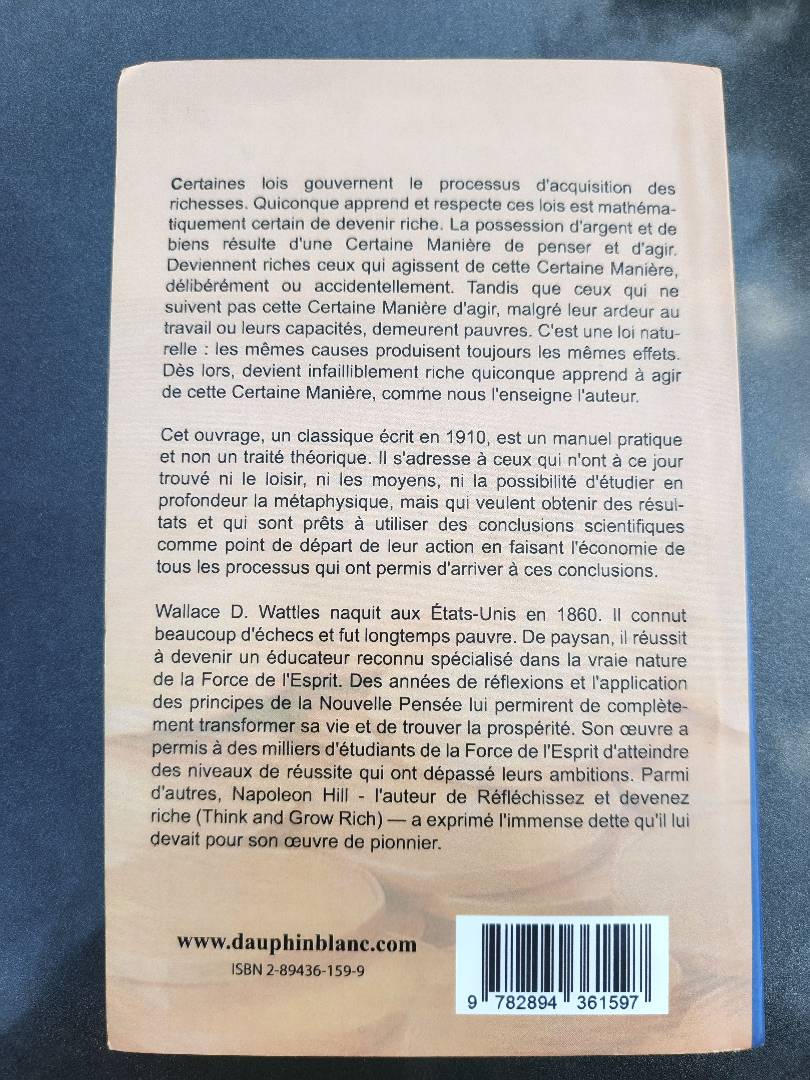 Certaines lois gouvernent le processus d'acquisition des
richesses. Quiconque apprend et respecte ces lois est mathéma-
tiquement certain de devenir riche. La possession d'argent et de
biens résulte d'une Certaine Manière de penser et d'agir.
Deviennent riches ceux qui agissent de cette Certaine Manière,
délibérément ou accidentellement. Tandis que ceux qui ne
suivent pas cette Certaine Manière d'agir, malgré leur ardeur au
travail ou leurs capacités, demeurent pauvres. C'est une loi natu-
relle : les mêmes causes produisent toujours les mêmes effets.
Dès lors, devient infailliblement riche quiconque apprend à agir
de cette Certaine Manière, comme nous l'enseigne l'auteur.
Cet ouvrage, un classique écrit en 1910, est un manuel pratique
et non un traité théorique. Il s'adresse à ceux qui n'ont à ce jour
trouvé ni le loisir, ni les moyens, ni la possibilité d'étudier en
profondeur la métaphysique, mais qui veulent obtenir des résul-
tats et qui sont prêts à utiliser des conclusions scientifiques
comme point de départ de leur action en faisant l'économie de
tous les processus qui ont permis d'arriver à ces conclusions.
Wallace D. Wattles naquit aux États-Unis en 1860. Il connut
beaucoup d'échecs et fut longtemps pauvre. De paysan, il réussit
à devenir un éducateur reconnu spécialisé dans la vraie nature
de la Force de l'Esprit. Des années de réflexions et l'application
des principes de la Nouvelle Pensée lui permirent de complète-
ment transformer sa vie et de trouver la prospérité. Son œuvre a
permis à des milliers d'étudiants de la Force de l'Esprit d'atteindre
des niveaux de réussite qui ont dépassé leurs ambitions. Parmi
d'autres, Napoleon Hill - l'auteur de Réfléchissez et devenez
riche (Think and Grow Rich) — a exprimé l'immense dette qu'il lui
devait pour son œuvre de pionnier.
www.dauphinblanc.com
ISBN 2-89436-159-9
9 782894 361597